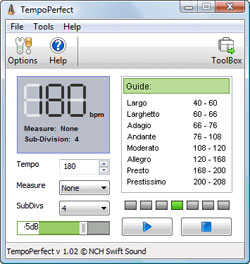 TempoPerfect
File Tools Help
Options Help ToolBox
180 bpm
Measure: None
Sub-Division: 4
Guide:
Largo 40 - 60
Larghetto 60 - 66
Adagio 66 - 76
Andante 76 - 108
Moderato 108 - 120
Allegro 120 - 168
Presto 168 - 200
Prestissimo 200 - 208
Tempo 180
Measure None
SubDivs 4
-5dB
TempoPerfect v 1.02 © NCH Swift Sound